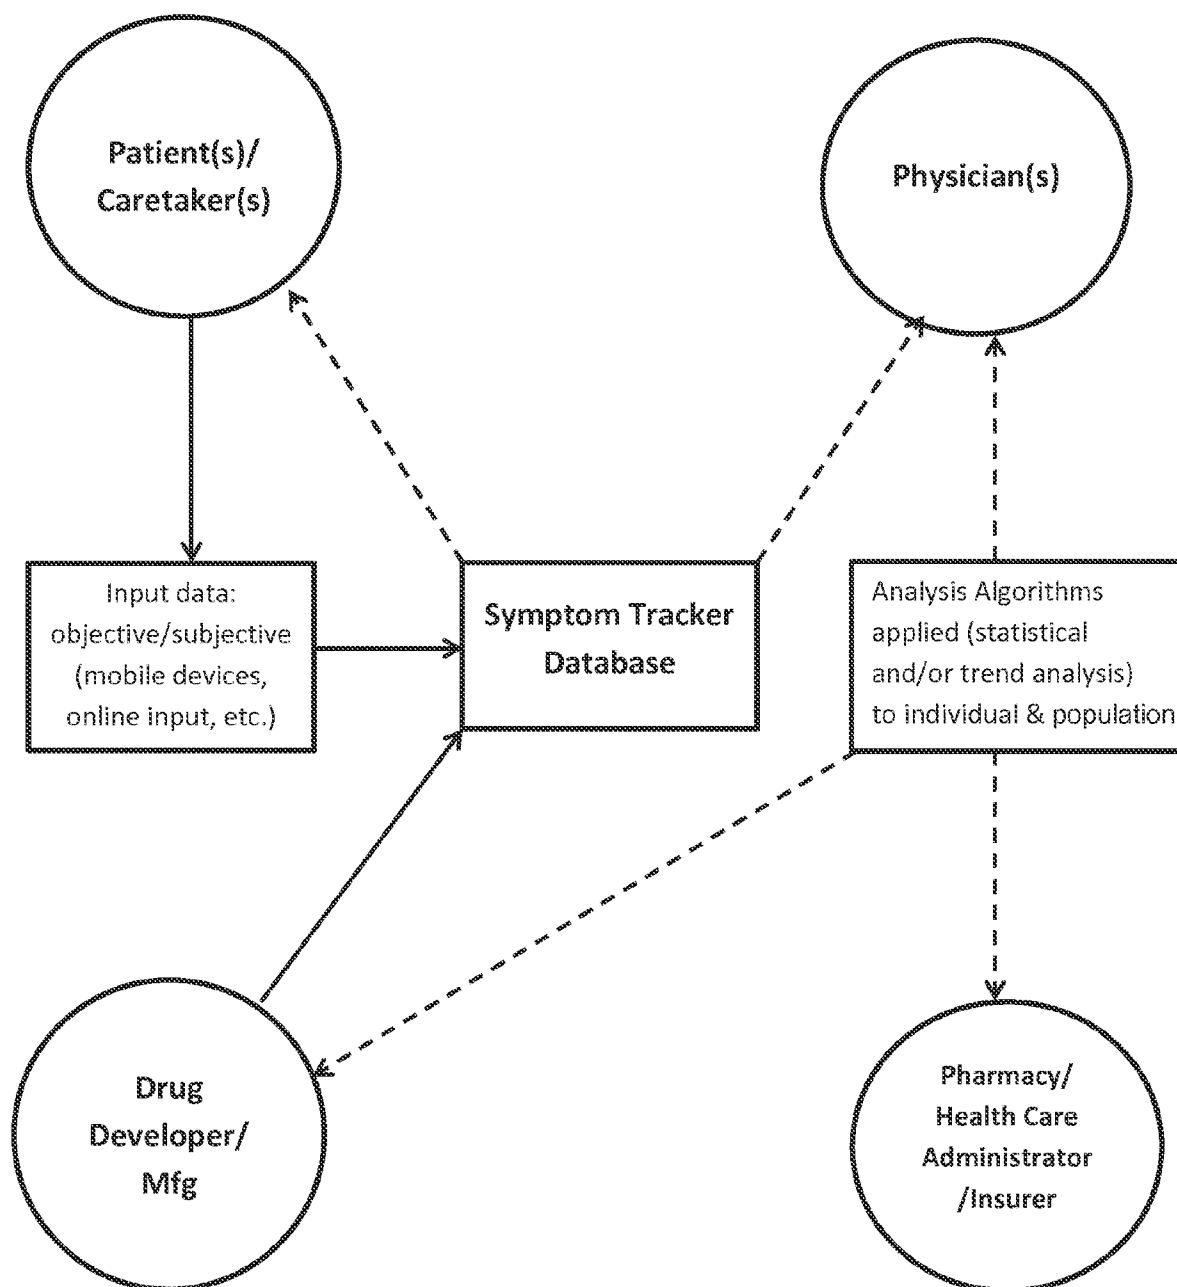 Patient(s)/
Caretaker(s)
Physician(s)
Input data:
objective/subjective
(mobile devices,
online input, etc.)
Symptom Tracker
Database
Analysis Algorithms
applied (statistical
and/or trend analysis)
to individual & population
Drug
Developer/
Mfg
Pharmacy/
Health Care
Administrator
/Insurer